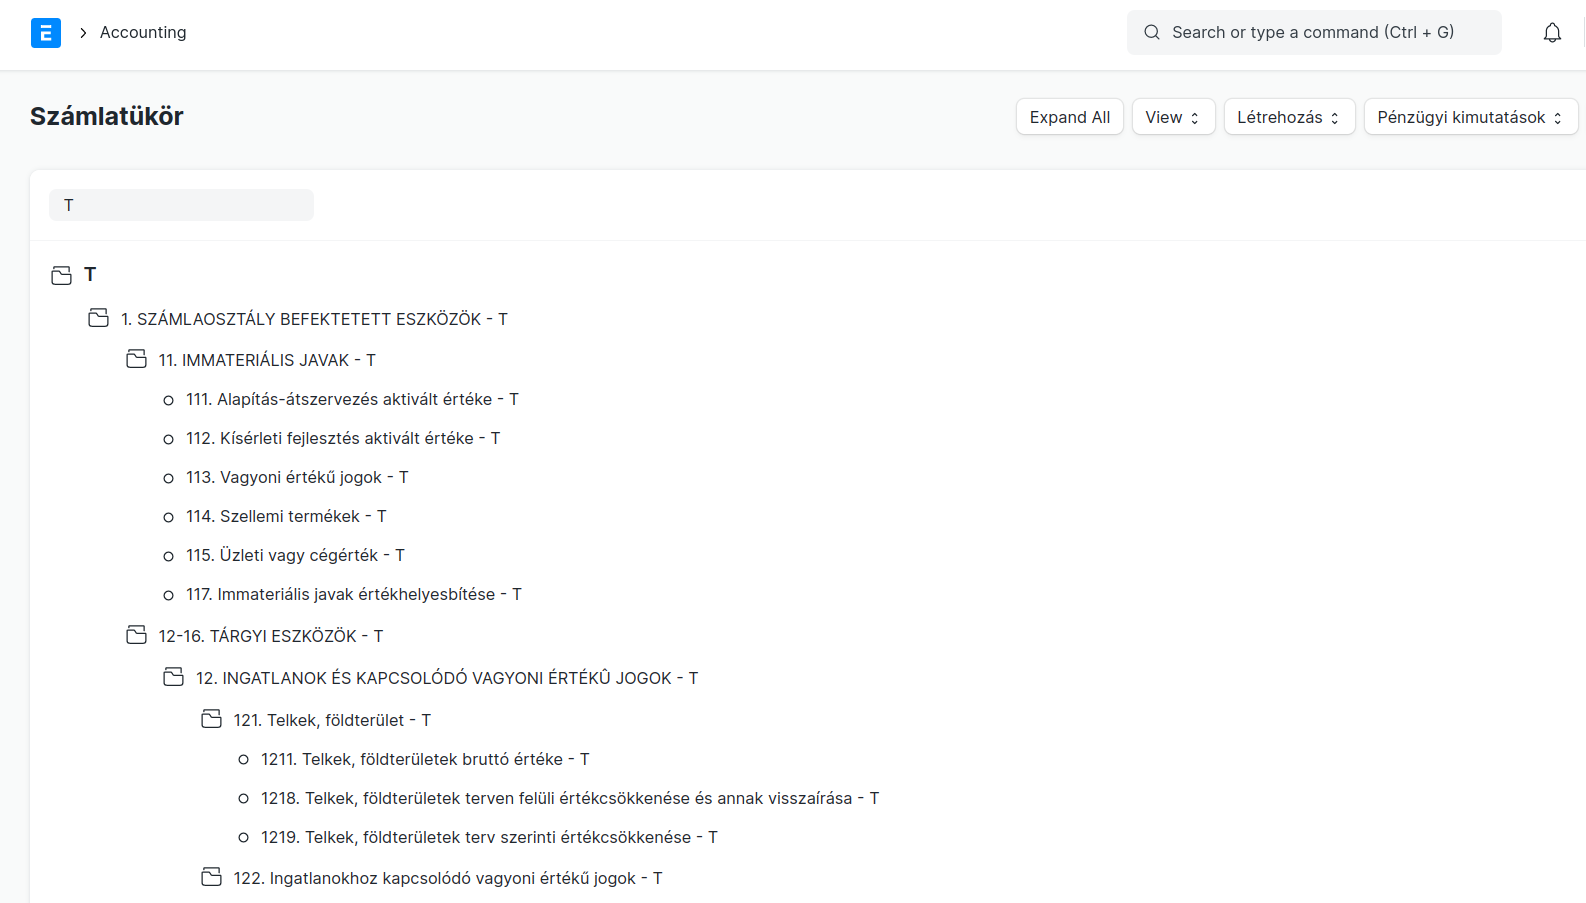 E Accounting Search or type a command (Ctrl + G)
Számlatükör Expand All View Létrehozás Pénzügyi kimutatások
T
T
1. SZÁMLAOSZTÁLY BEFEKTETETT ESZKÖZÖK - T
11. IMMATERIÁLIS JAVAK - T
111. Alapítás-átszervezés aktivált értéke - T
112. Kísérleti fejlesztés aktivált értéke - T
113. Vagyoni értékű jogok - T
114. Szellemi termékek - T
115. Üzleti vagy cégérték - T
117. Immateriális javak értékhelyesbítése - T
12-16. TÁRGYI ESZKÖZÖK - T
12. INGATLANOK ÉS KAPCSOLÓDÓ VAGYONI ÉRTÉKÛ JOGOK - T
121. Telkek, földterület - T
1211. Telkek, földterületek bruttó értéke - T
1218. Telkek, földterületek terven felüli értékcsökkenése és annak visszaírása - T
1219. Telkek, földterületek terv szerinti értékcsökkenése - T
122. Ingatlanokhoz kapcsolódó vagyoni értékű jogok - T